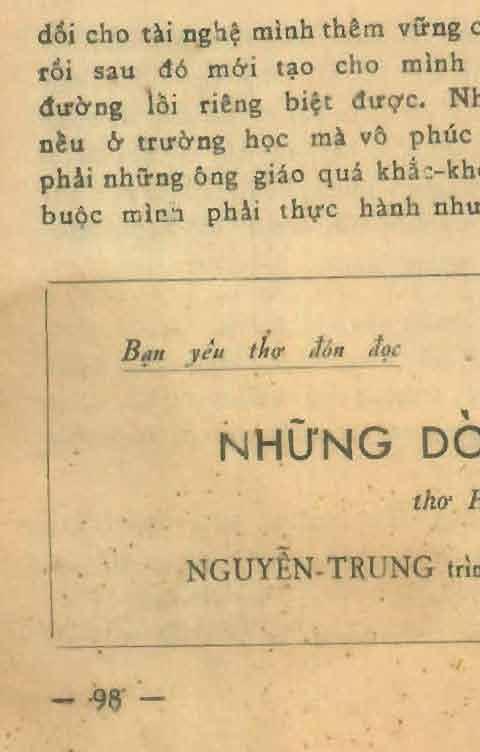 dồi cho tài nghệ mình thêm vững
rồi sau đó mới tạo cho mình
đường lối riêng biệt được. Nh
nếu ở trường học mà vô phúc
phải những ông giáo quá khắc-kh
buộc mình phải thực hành như
Bạn yêu thơ đón đọc
NHỮNG DÒ
thơ
NGUYỄN-TRUNG trìn
— 98 —